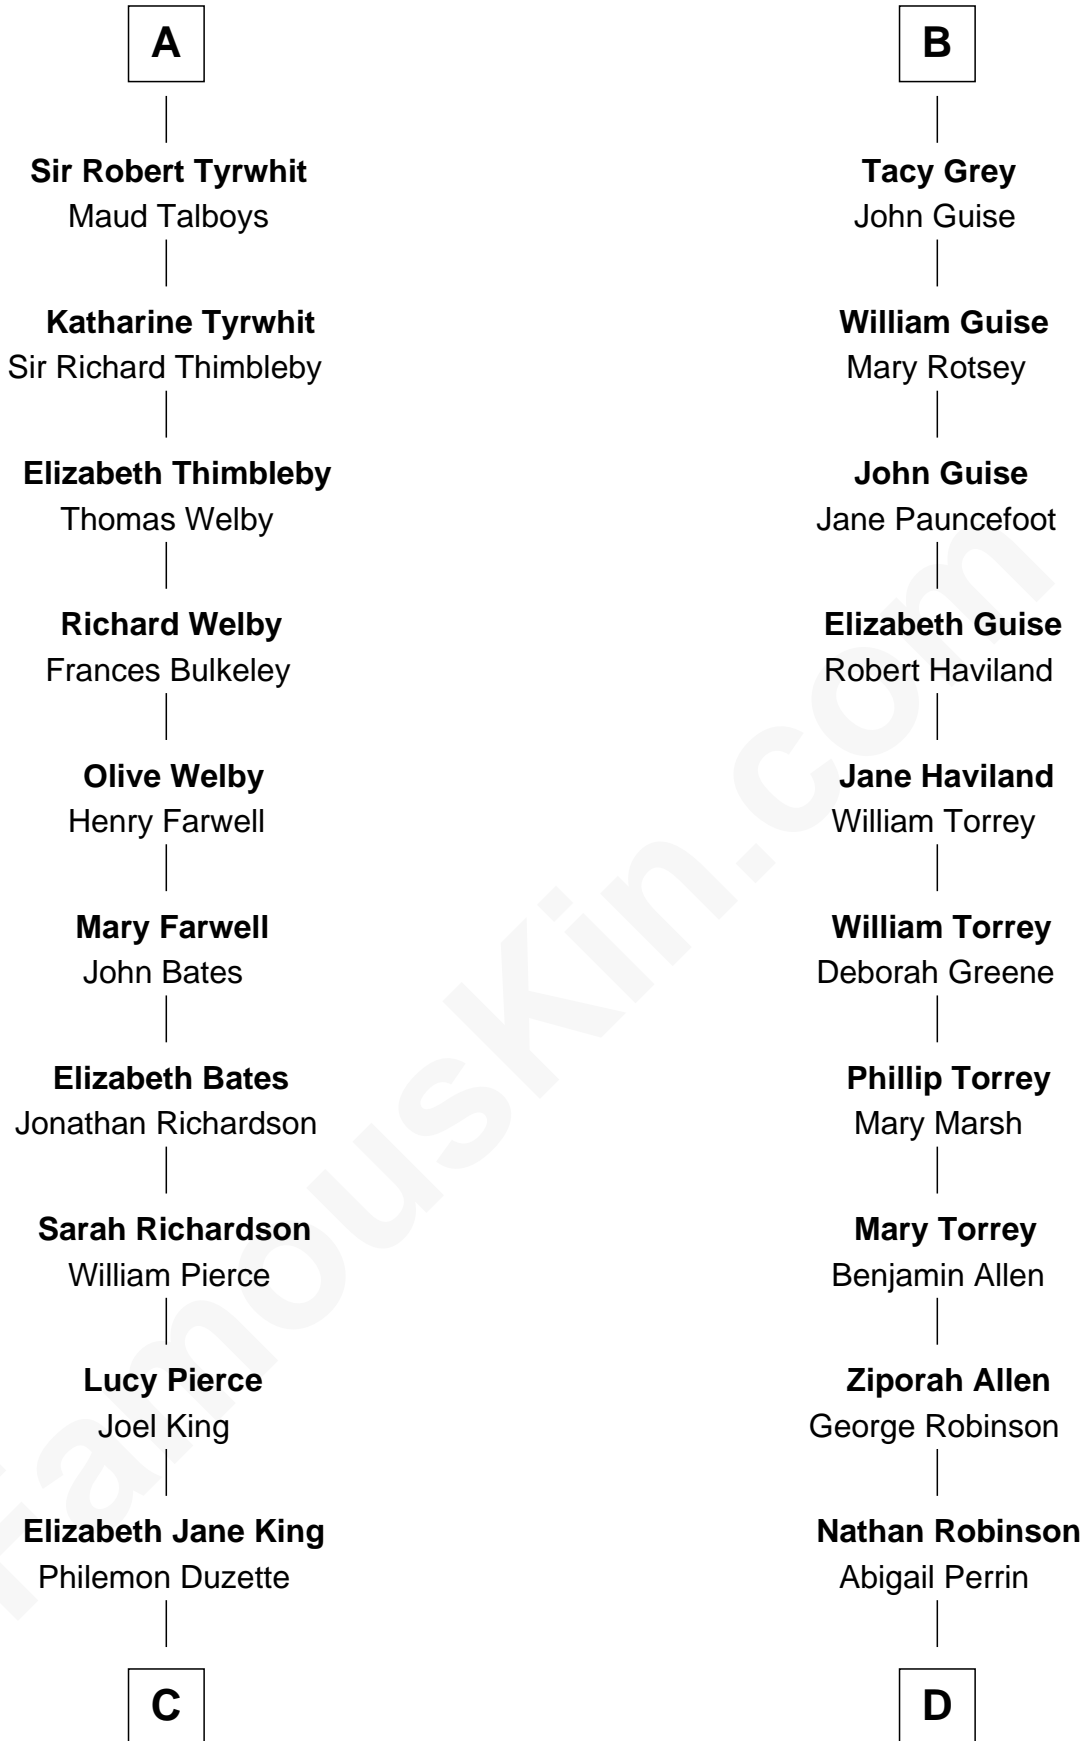 A
Sir Robert Tyrwhit
Maud Talboys
Katharine Tyrwhit
Sir Richard Thimbleby
Elizabeth Thimbleby
Thomas Welby
Richard Welby
Frances Bulkeley
Olive Welby
Henry Farwell
Mary Farwell
John Bates
Elizabeth Bates
Jonathan Richardson
Sarah Richardson
William Pierce
Lucy Pierce
Joel King
Elizabeth Jane King
Philemon Duzette
C
B
Tacy Grey
John Guise
William Guise
Mary Rotsey
John Guise
Jane Pauncefoot
Elizabeth Guise
Robert Haviland
Jane Haviland
William Torrey
William Torrey
Deborah Greene
Phillip Torrey
Mary Marsh
Mary Torrey
Benjamin Allen
Ziporah Allen
George Robinson
Nathan Robinson
Abigail Perrin
D
FamousKin.com